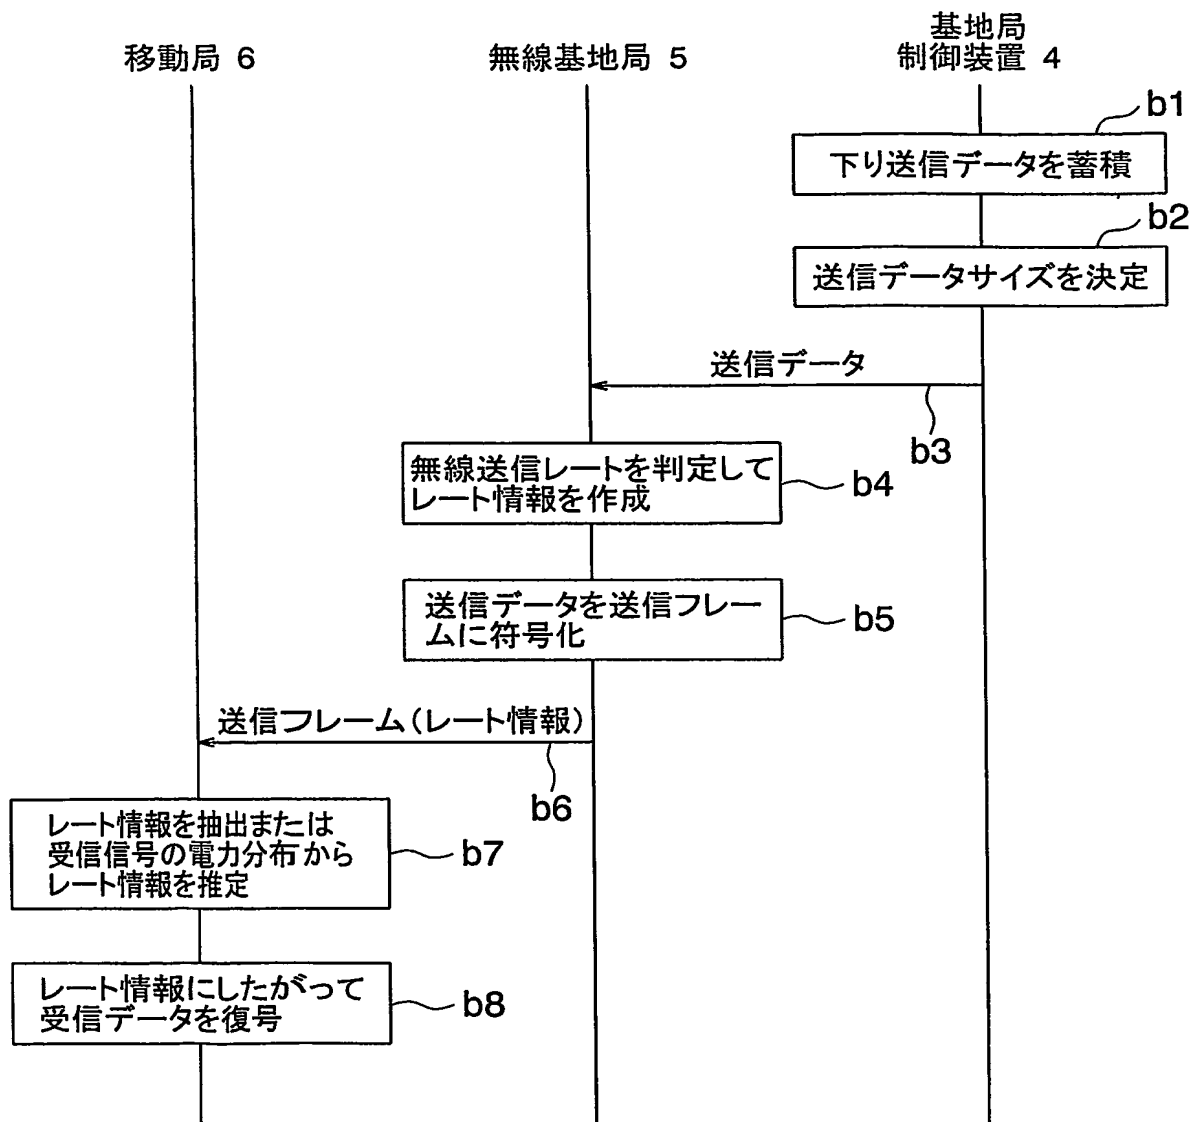 移動局 6
無線基地局 5
基地局
制御装置 4
b1
下り送信データを蓄積
b2
送信データサイズを決定
送信データ
b3
無線送信レートを判定して
レート情報を作成
b4
送信データを送信フレー
ムに符号化
b5
送信フレーム(レート情報)
b6
レート情報を抽出または
受信信号の電力分布から
レート情報を推定
b7
レート情報にしたがって
受信データを復号
b8